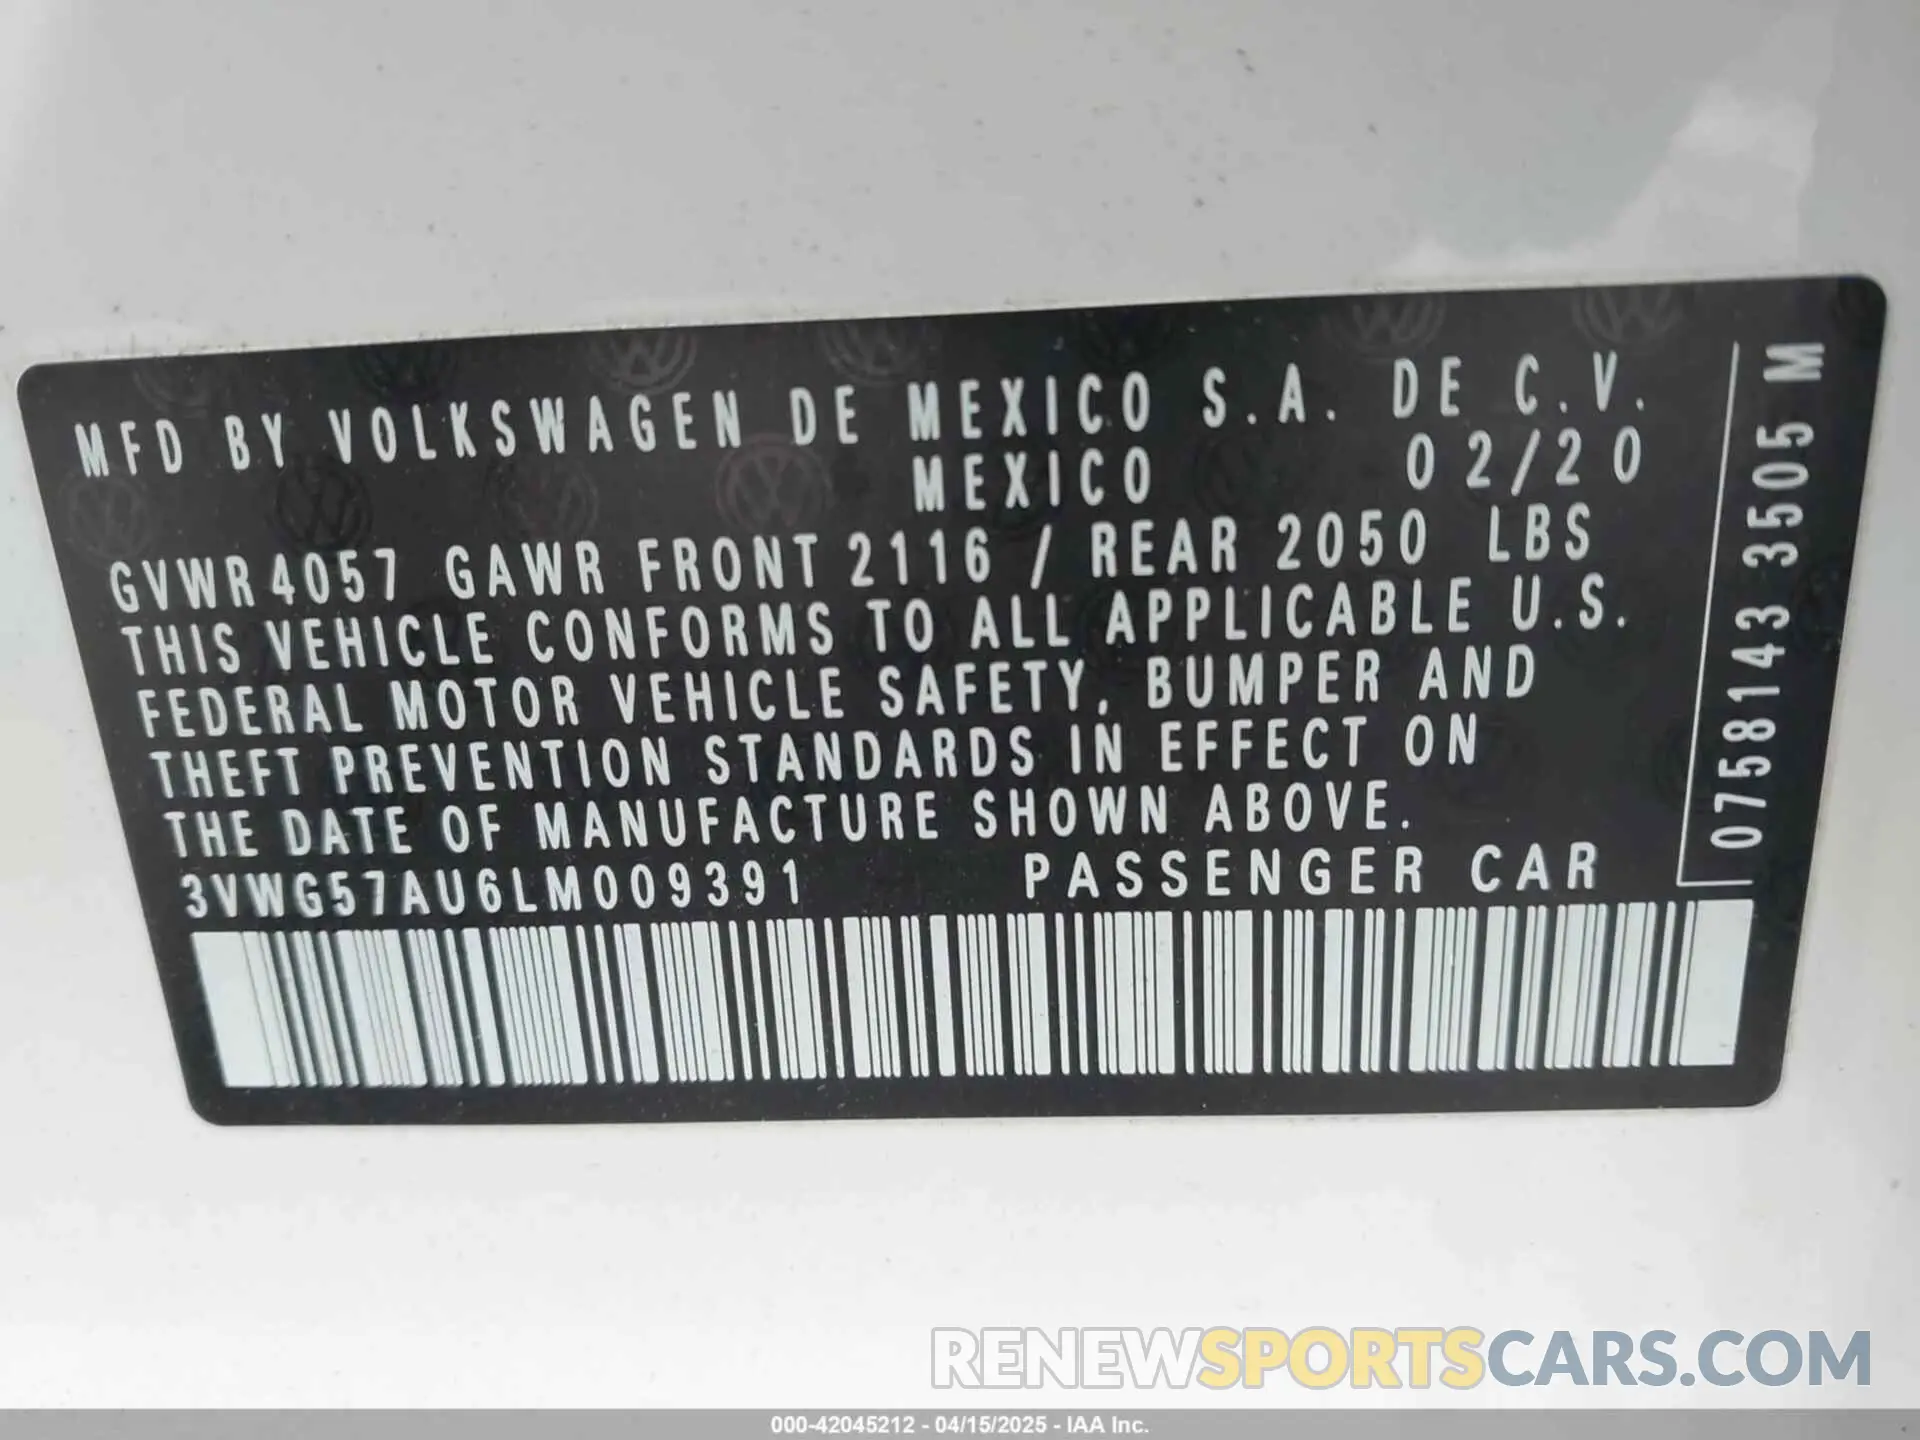 MFD BY VOLKSWAGEN DE MEXICO S.A. DE C.V.
MEXICO 02/20
GVWR 4057 GAWR FRONT 2116 / REAR 2050 LBS
THIS VEHICLE CONFORMS TO ALL APPLICABLE U.S.
FEDERAL MOTOR VEHICLE SAFETY, BUMPER AND
THEFT PREVENTION STANDARDS IN EFFECT ON
THE DATE OF MANUFACTURE SHOWN ABOVE.
3VWG57AU6LM009391 PASSENGER CAR
0758143 3505 M
RENEWSPORTSCARS.COM
000-42045212 - 04/15/2025 - IAA Inc.